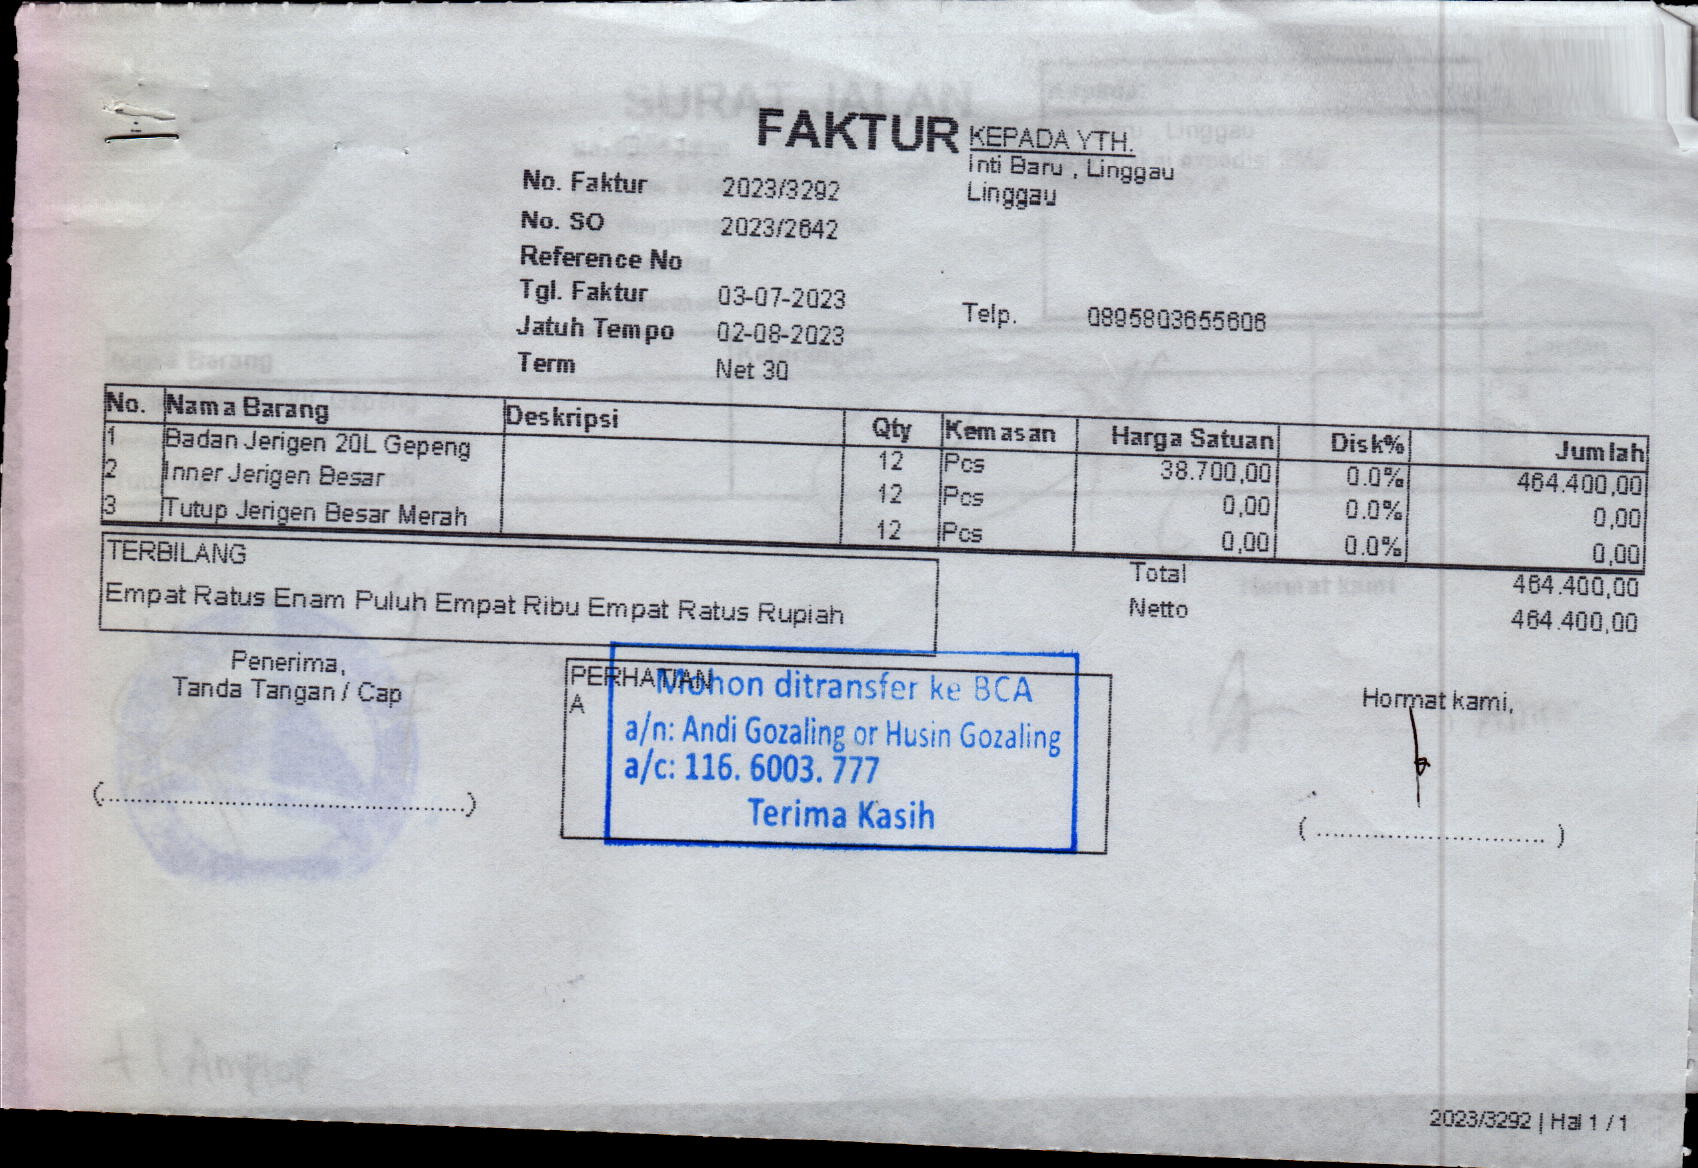 FAKTUR
KEPADA YTH.
Inti Baru , Linggau
Linggau
No. Faktur 2023/3292
No. SO 2023/2642
Reference No
Tgl. Faktur 03-07-2023
Telp. 0895803655606
Jatuh Tempo 02-08-2023
Term Net 30
No. Nama Barang Deskripsi Qty Kemasan Harga Satuan Disk% Jumlah
1 Badan Jerigen 20L Gepeng 12 Pcs 38.700,00 0.0% 464.400,00
2 Inner Jerigen Besar 12 Pcs 0,00 0.0% 0,00
3 Tutup Jerigen Besar Merah 12 Pcs 0,00 0.0% 0,00
TERBILANG
Empat Ratus Enam Puluh Empat Ribu Empat Ratus Rupiah
Total 464.400,00
Netto 464.400,00
Penerima,
Tanda Tangan / Cap
(..........................................................)
PERHATIAN
A
Mohon ditransfer ke BCA
a/n: Andi Gozaling or Husin Gozaling
a/c: 116. 6003. 777
Terima Kasih
Hormat kami,
( .................................... )
2023/3292 | Hal 1 / 1